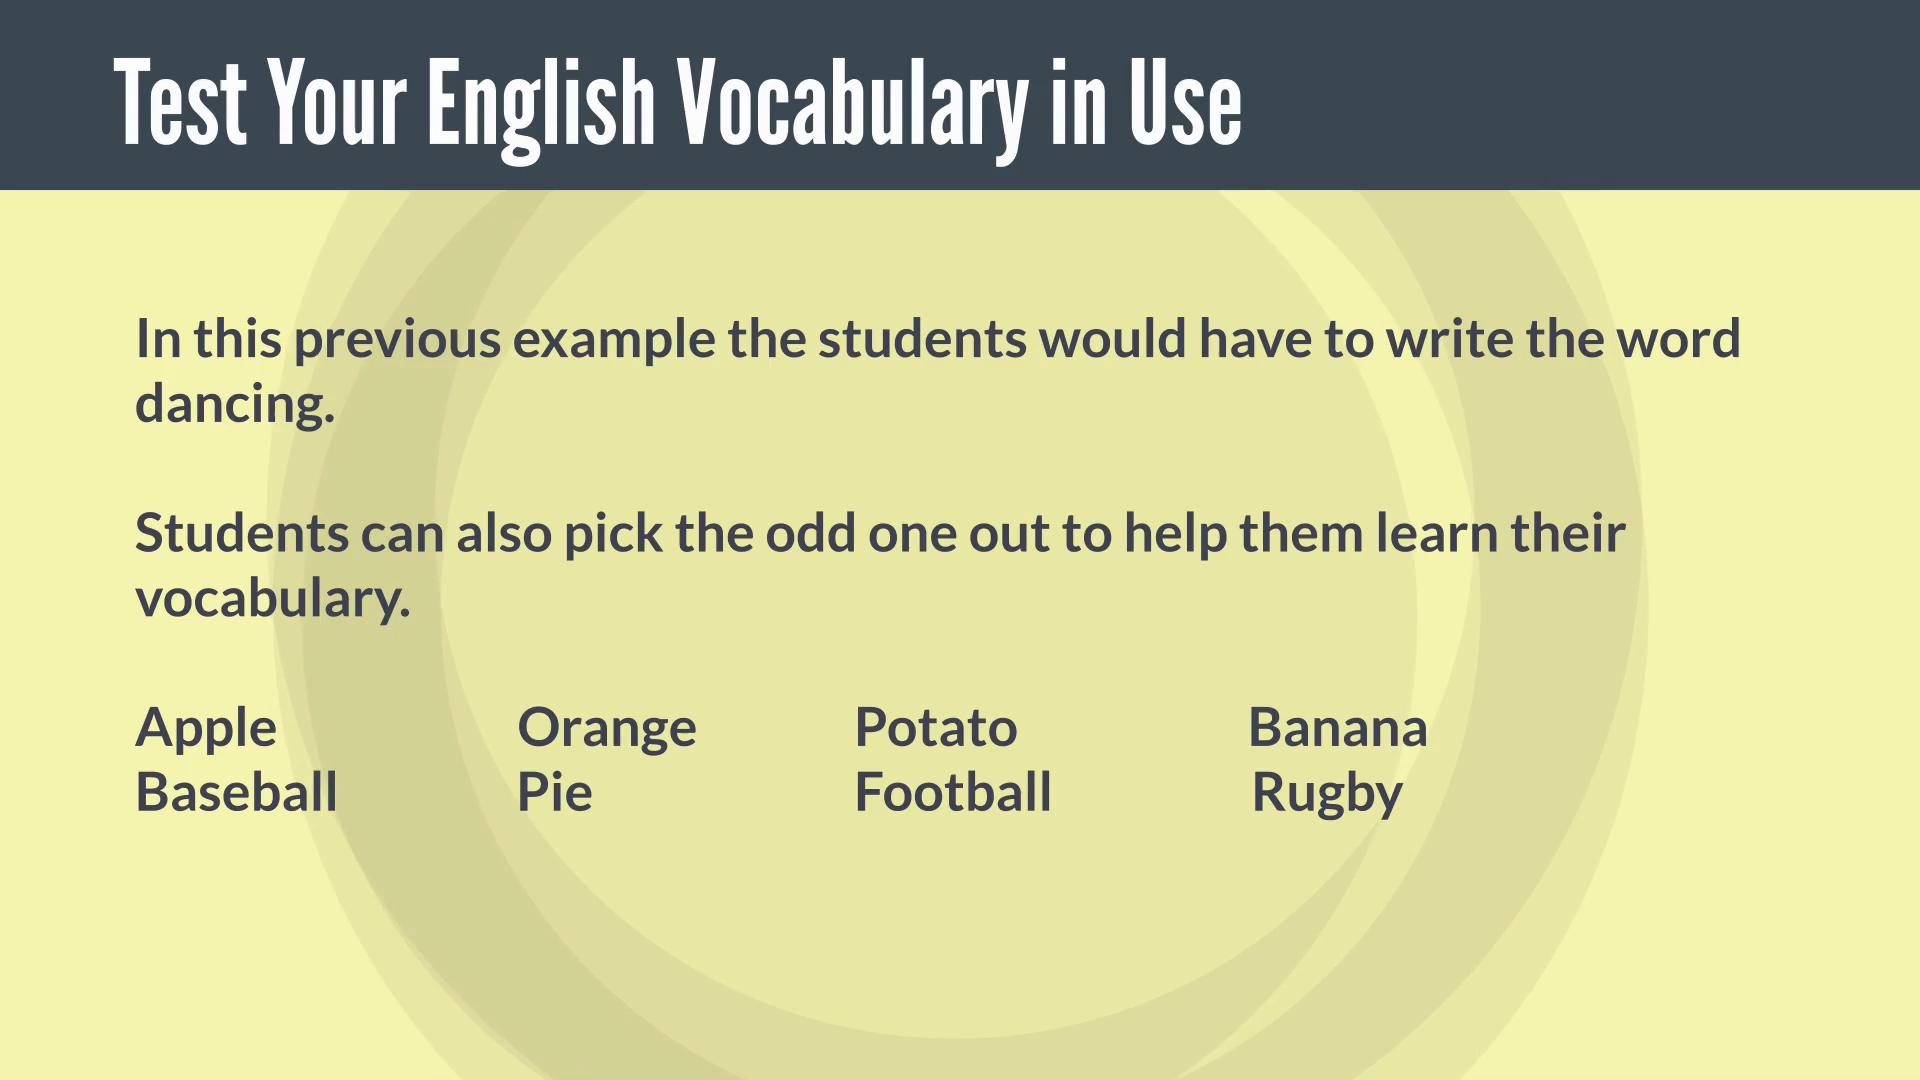 Test Your English Vocabulary in Use
In this previous example the students would have to write the word
dancing.
Students can also pick the odd one out to help them learn their
vocabulary.
Apple Orange Potato Banana
Baseball Pie Football Rugby